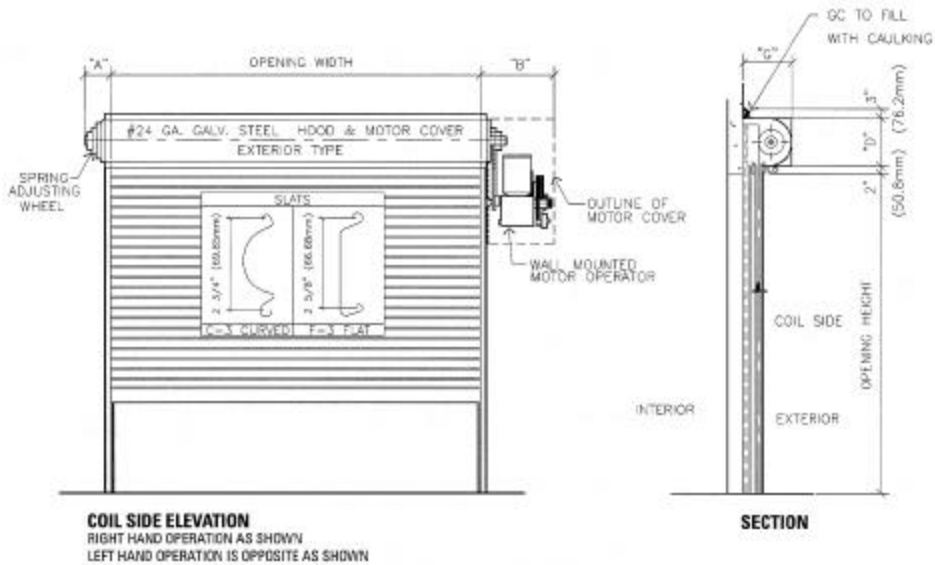 "A"
OPENING WIDTH
"B"
#24 GA. GALV. STEEL HOOD & MOTOR COVER
EXTERIOR TYPE
SPRING
ADJUSTING
WHEEL
SLATS
2 3/4" (69.85mm)
2 5/8" (66.68mm)
C-3 CURVED
F-3 FLAT
OUTLINE OF
MOTOR COVER
WALL MOUNTED
MOTOR OPERATOR
COIL SIDE ELEVATION
RIGHT HAND OPERATION AS SHOWN
LEFT HAND OPERATION IS OPPOSITE AS SHOWN
GC TO FILL
WITH CAULKING
"G"
3"
(76.2mm)
"D"
2"
(50.8mm)
OPENING HEIGHT
COIL SIDE
INTERIOR
EXTERIOR
SECTION